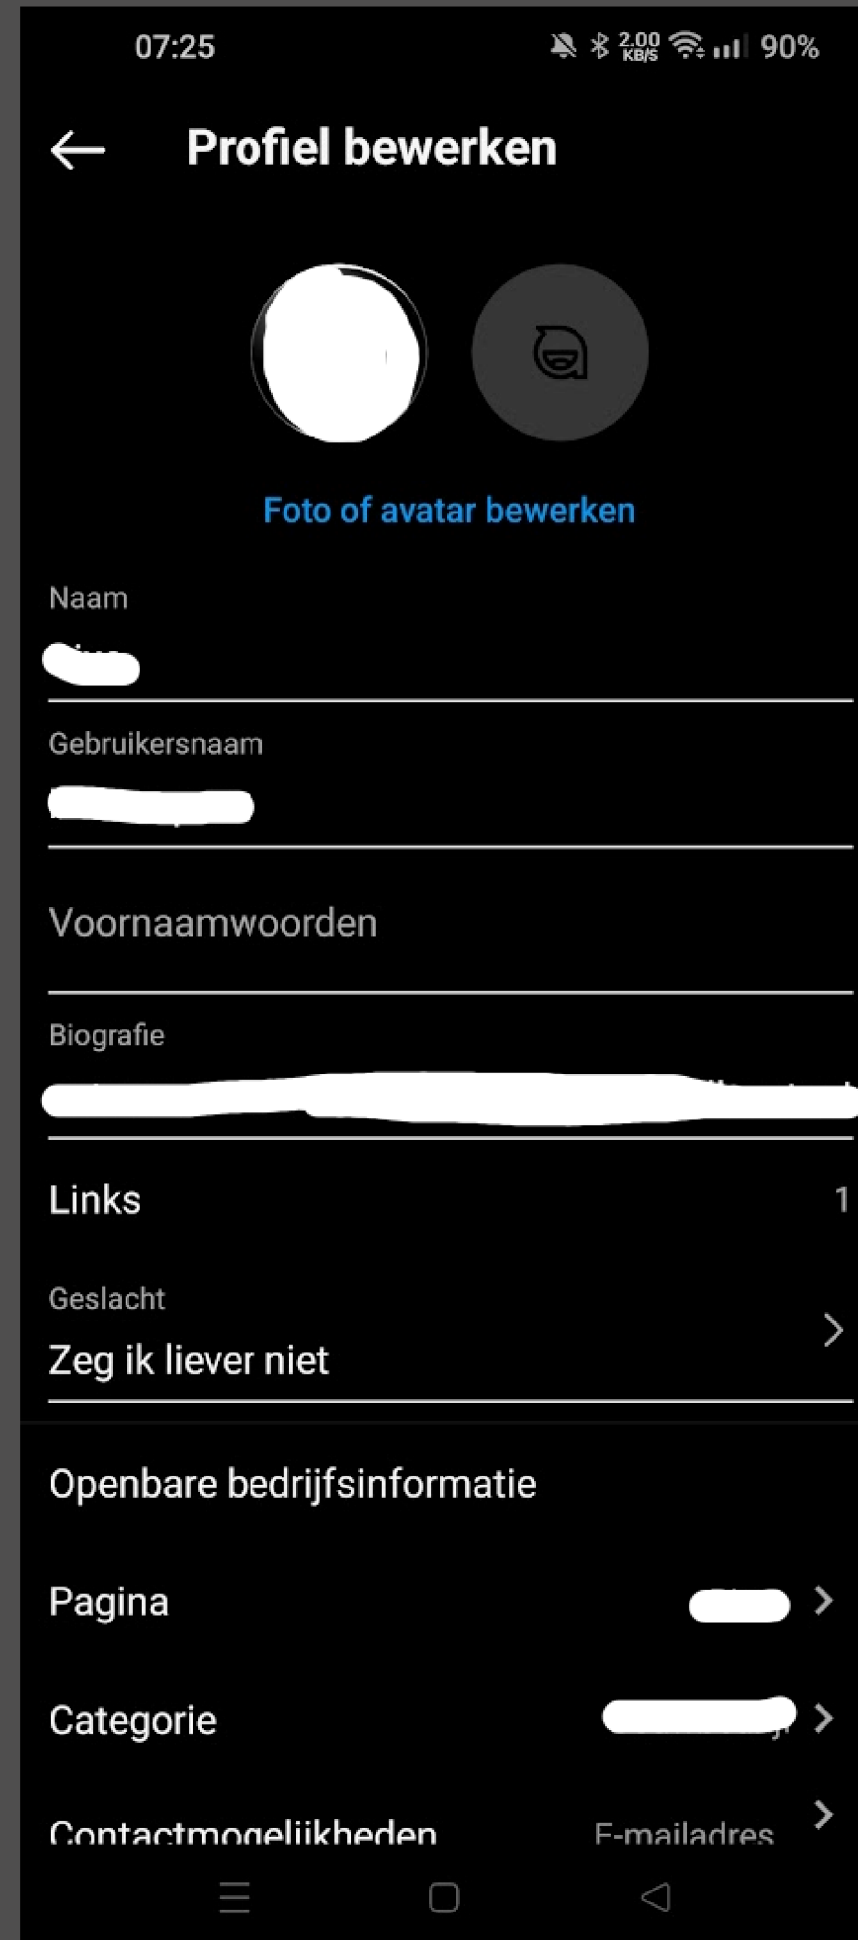 07:25 2.00 KB/S 90%
Profiel bewerken
Foto of avatar bewerken
Naam
Gebruikersnaam
Voornaamwoorden
Biografie
Links 1
Geslacht
Zeg ik liever niet
Openbare bedrijfsinformatie
Pagina
Categorie
Contactmogelijkheden E-mailadres